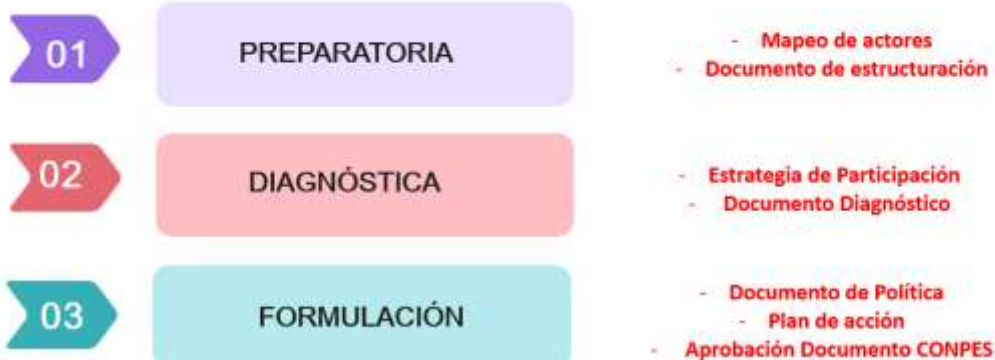 01
PREPARATORIA
- Mapeo de actores
- Documento de estructuración
02
DIAGNÓSTICA
- Estrategia de Participación
- Documento Diagnóstico
03
FORMULACIÓN
- Documento de Política
- Plan de acción
- Aprobación Documento CONPES